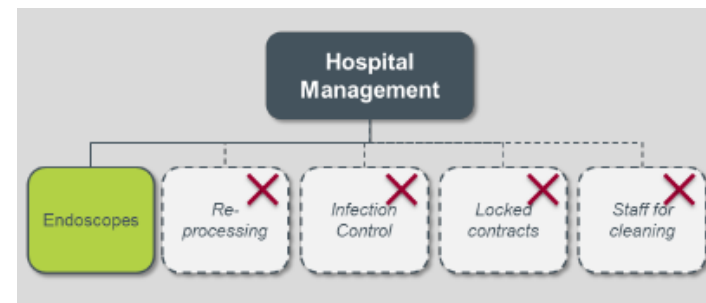 Hospital
Management
Endoscopes
Re-
processing
Infection
Control
Locked
contracts
Staff for
cleaning